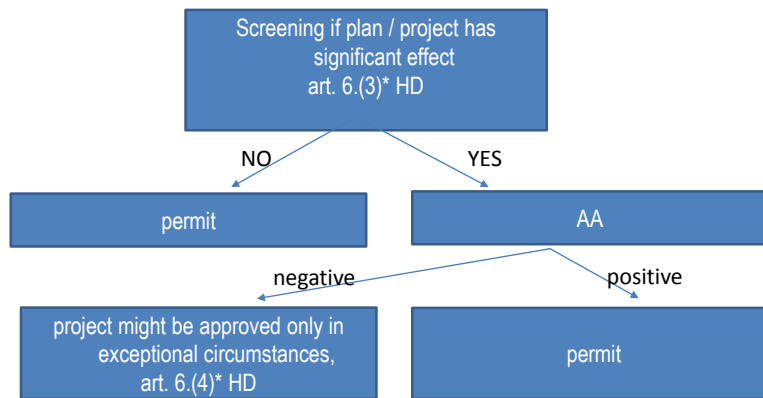 Screening if plan / project has
significant effect
art. 6.(3)* HD
NO
YES
permit
AA
negative
positive
project might be approved only in
exceptional circumstances,
art. 6.(4)* HD
permit